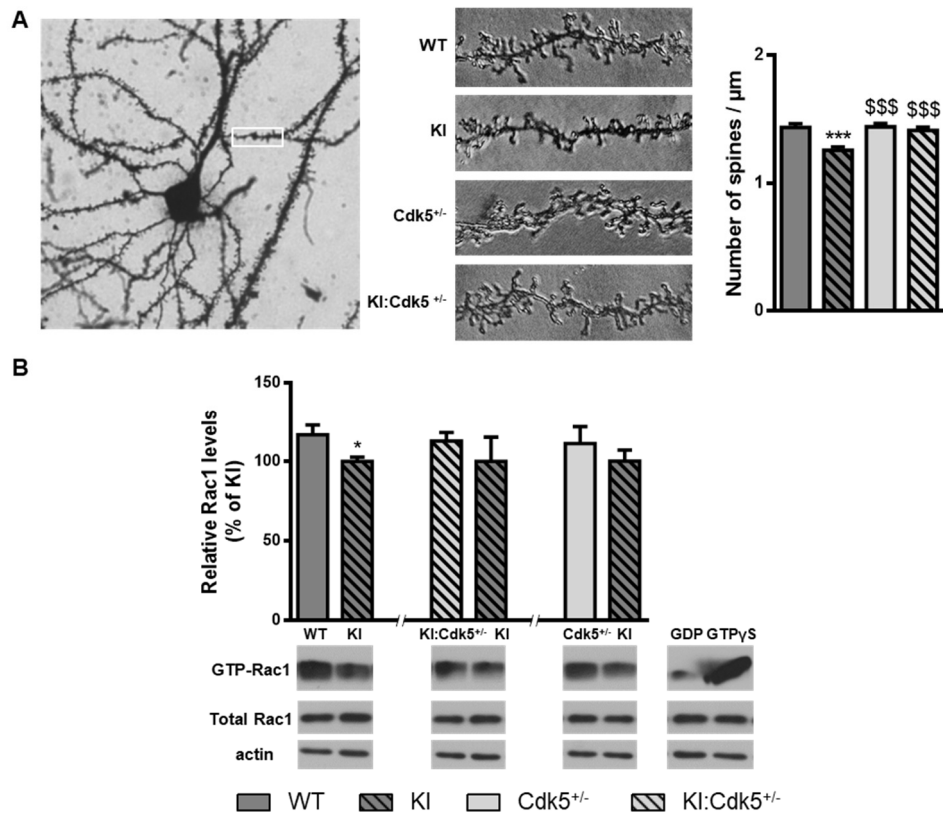 A
WT
KI
Cdk5+/-
KI:Cdk5 +/-
Number of spines / μm
2
1
0
***
$$$
$$$
B
Relative Rac1 levels
(% of KI)
150
100
50
0
*
WT KI KI:Cdk5+/- KI Cdk5+/- KI GDP GTPγS
GTP-Rac1
Total Rac1
actin
WT KI Cdk5+/- KI:Cdk5+/-